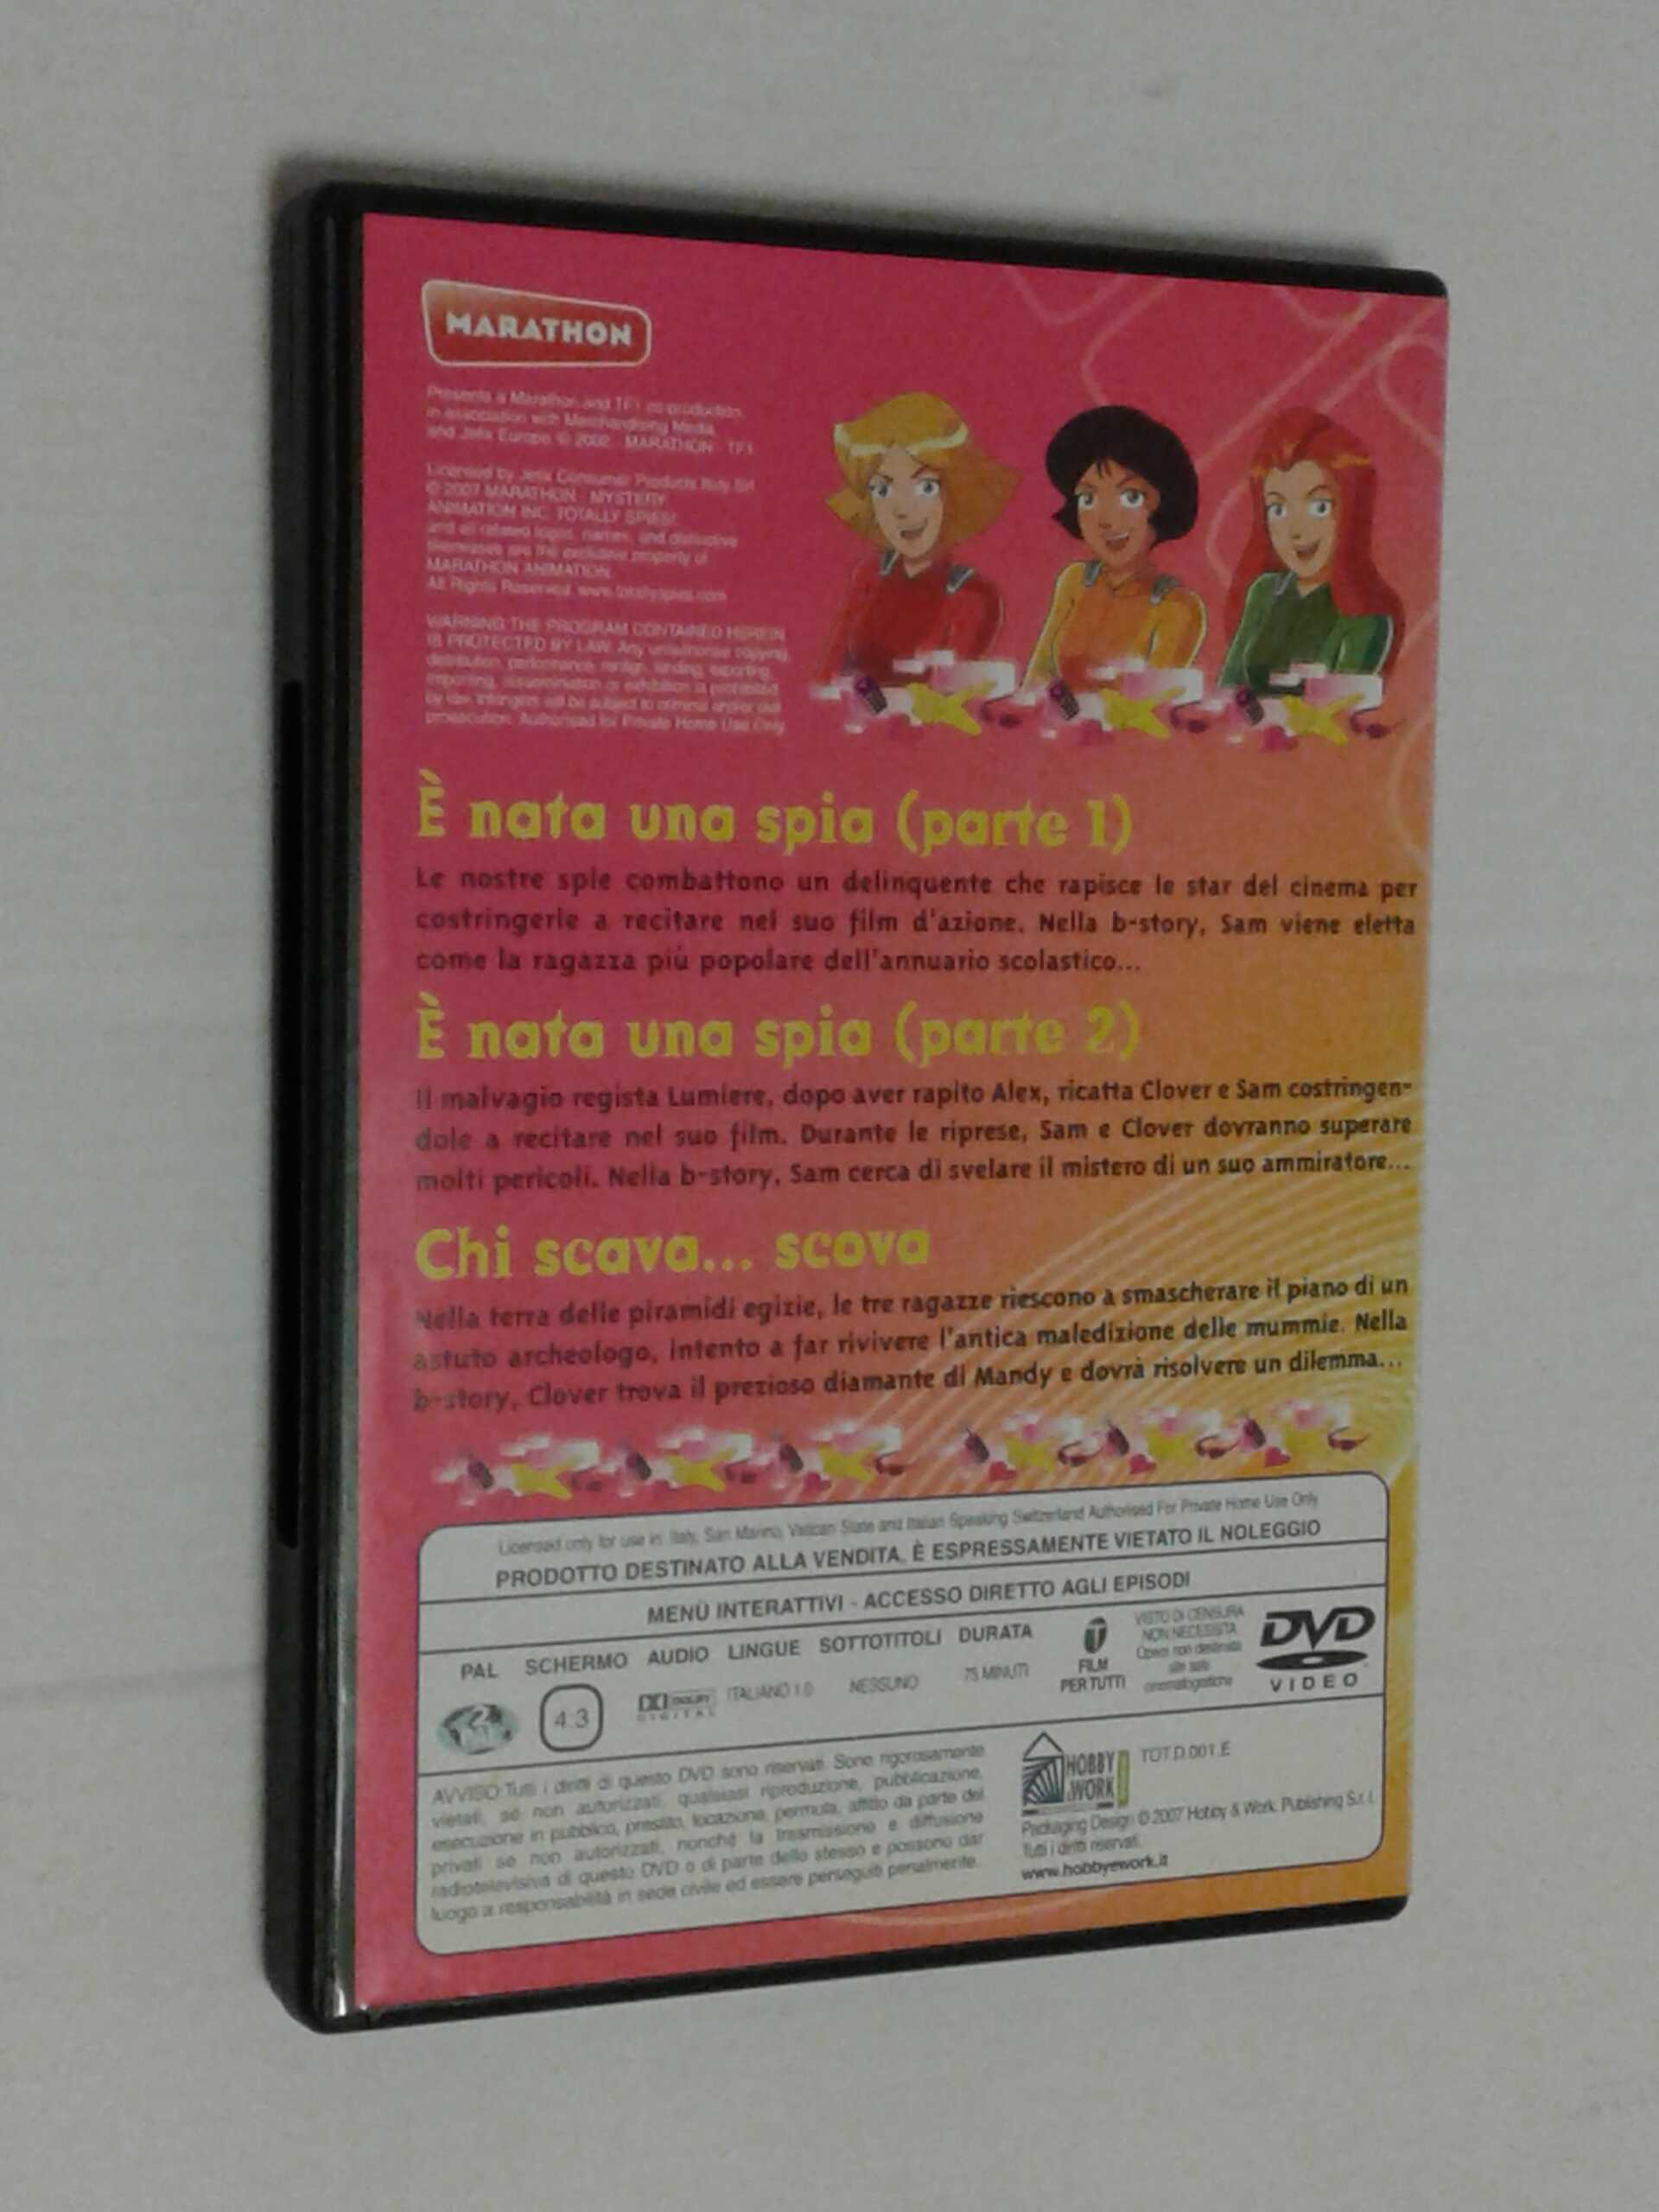 MARATHON
Presents a Marathon and TF1 co-production,
in association with Merchandising Media
and Jetix Europe © 2002 MARATHON - TF1
Licensed by Jetix Consumer Products Italy Srl
© 2007 MARATHON - MYSTERY
ANIMATION INC. TOTALLY SPIES!
and all related logos, names, and distinctive
are the exclusive property of
MARATHON ANIMATION.
All Rights Reserved. www.totallyspies.com
WARNING: THE PROGRAM CONTAINED HEREIN
IS PROTECTED BY LAW. Any copying,
distribution, performance, lending, exporting,
importing, dissemination or exhibition is prohibited
by law. Infringers will be subject to criminal and/or civil
prosecution. Authorised for Private Home Use Only
È nata una spia (parte 1)
Le nostre spie combattono un delinquente che rapisce le star del cinema per
costringerle a recitare nel suo film d'azione. Nella b-story, Sam viene eletta
come la ragazza più popolare dell'annuario scolastico...
È nata una spia (parte 2)
Il malvagio regista Lumiere, dopo aver rapito Alex, ricatta Clover e Sam costringen-
dole a recitare nel suo film. Durante le riprese, Sam e Clover dovranno superare
molti pericoli. Nella b-story, Sam cerca di svelare il mistero di un suo ammiratore...
Chi scava... scova
Nella terra delle piramidi egizie, le tre ragazze riescono a smascherare il piano di un
astuto archeologo, intento a far rivivere l'antica maledizione delle mummie. Nella
b-story, Clover trova il prezioso diamante di Mandy e dovrà risolvere un dilemma...
Licensed only for use in: Italy, San Marino, Vatican State and Italian Speaking Switzerland Authorised For Private Home Use Only
PRODOTTO DESTINATO ALLA VENDITA. È ESPRESSAMENTE VIETATO IL NOLEGGIO
MENÙ INTERATTIVI - ACCESSO DIRETTO AGLI EPISODI
PAL SCHERMO AUDIO LINGUE SOTTOTITOLI DURATA
4:3 DOLBY DIGITAL ITALIANO 1.0 NESSUNO 75 MINUTI
T FILM PER TUTTI
VISTO DI CENSURA
NON NECESSITA
Opera non destinata
alle sale
cinematografiche
DVD
VIDEO
AVVISO: Tutti i diritti di questo DVD sono riservati. Sono rigorosamente
vietati, se non autorizzati, qualsiasi riproduzione, pubblicazione,
esecuzione in pubblico, prestito, locazione, permuta, affitto da parte dei
privati se non autorizzati, nonché la trasmissione e diffusione
radiotelevisiva di questo DVD o di parte dello stesso e possono dar
luogo a responsabilità in sede civile ed essere perseguiti penalmente.
HOBBY
&WORK
TOT.D.001.E
Packaging Design © 2007 Hobby & Work Publishing S.r.l.
Tutti i diritti riservati.
www.hobbyework.it